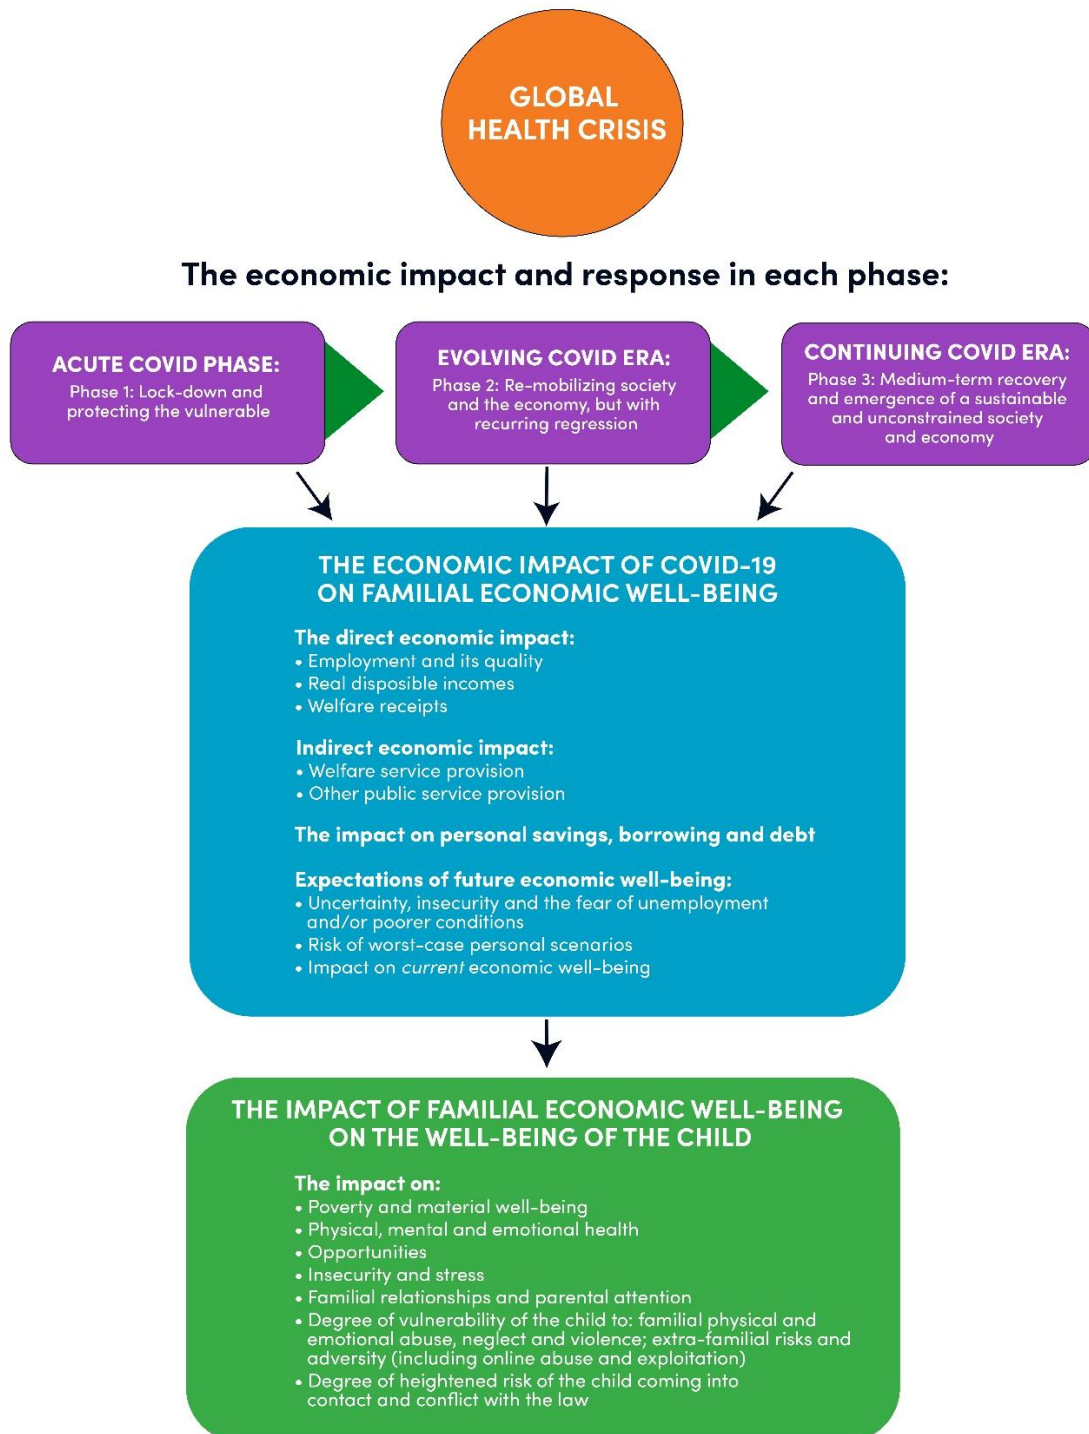 GLOBAL
HEALTH CRISIS
The economic impact and response in each phase:
ACUTE COVID PHASE:
Phase 1: Lock-down and
protecting the vulnerable
EVOLVING COVID ERA:
Phase 2: Re-mobilizing society
and the economy, but with
recurring regression
CONTINUING COVID ERA:
Phase 3: Medium-term recovery
and emergence of a sustainable
and unconstrained society
and economy
THE ECONOMIC IMPACT OF COVID-19
ON FAMILIAL ECONOMIC WELL-BEING
The direct economic impact:
• Employment and its quality
• Real disposable incomes
• Welfare receipts
Indirect economic impact:
• Welfare service provision
• Other public service provision
The impact on personal savings, borrowing and debt
Expectations of future economic well-being:
• Uncertainty, insecurity and the fear of unemployment
and/or poorer conditions
• Risk of worst-case personal scenarios
• Impact on current economic well-being
THE IMPACT OF FAMILIAL ECONOMIC WELL-BEING
ON THE WELL-BEING OF THE CHILD
The impact on:
• Poverty and material well-being
• Physical, mental and emotional health
• Opportunities
• Insecurity and stress
• Familial relationships and parental attention
• Degree of vulnerability of the child to: familial physical and
emotional abuse, neglect and violence; extra-familial risks and
adversity (including online abuse and exploitation)
• Degree of heightened risk of the child coming into
contact and conflict with the law